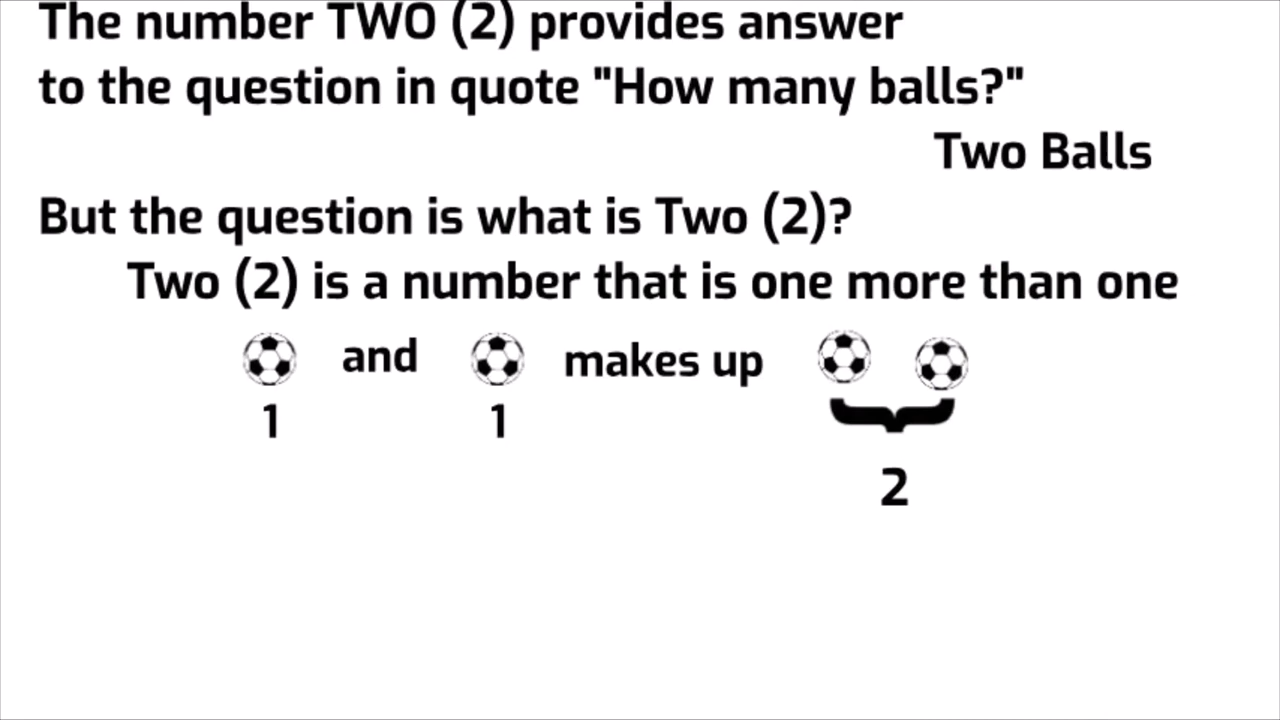 The number TWO (2) provides answer
to the question in quote "How many balls?"
Two Balls
But the question is what is Two (2)?
Two (2) is a number that is one more than one
and makes up
1 1
2